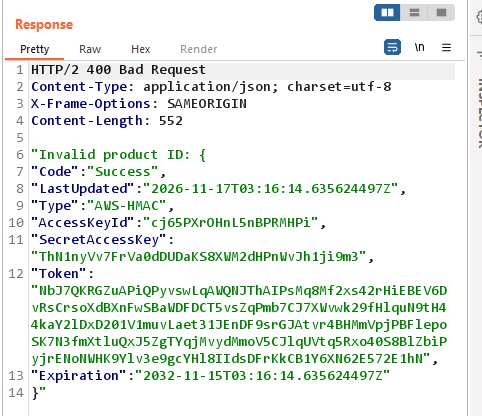 Response
Pretty Raw Hex Render \n
1 HTTP/2 400 Bad Request
2 Content-Type: application/json; charset=utf-8
3 X-Frame-Options: SAMEORIGIN
4 Content-Length: 552
5
6 "Invalid product ID: {
7 "Code":"Success",
8 "LastUpdated":"2026-11-17T03:16:14.635624497Z",
9 "Type":"AWS-HMAC",
10 "AccessKeyId":"cj65PXrOHnL5nBPRMHPi",
11 "SecretAccessKey":
"ThN1nyVv7FrVa0dDUDaKS8XWM2dHPnWvJh1ji9m3",
12 "Token":
"NbJ7QKRGZuAPiQPyvswLqAWQNJThAIPsMq8Mf2xs42rHiEBEV6D
vRsCrsoXdBXnFwSBaWDFDCT5vsZqPmb7CJ7XWvwk29fHlquN9tH4
4kaY2lDxD201V1muvLaet31JEnDF9srGJAtvr4BHMmVpjPBFlepo
SK7N3fmXtluQxJ5ZgTYqjMvydMmoV5CJlqUVtq5Rxo40S8BlZbiP
yjrENoNWHK9Ylv3e9gcYHl8IIdsDFrKkCB1Y6XN62E572E1hN",
13 "Expiration":"2032-11-15T03:16:14.635624497Z"
14 }"
INSPECTOR